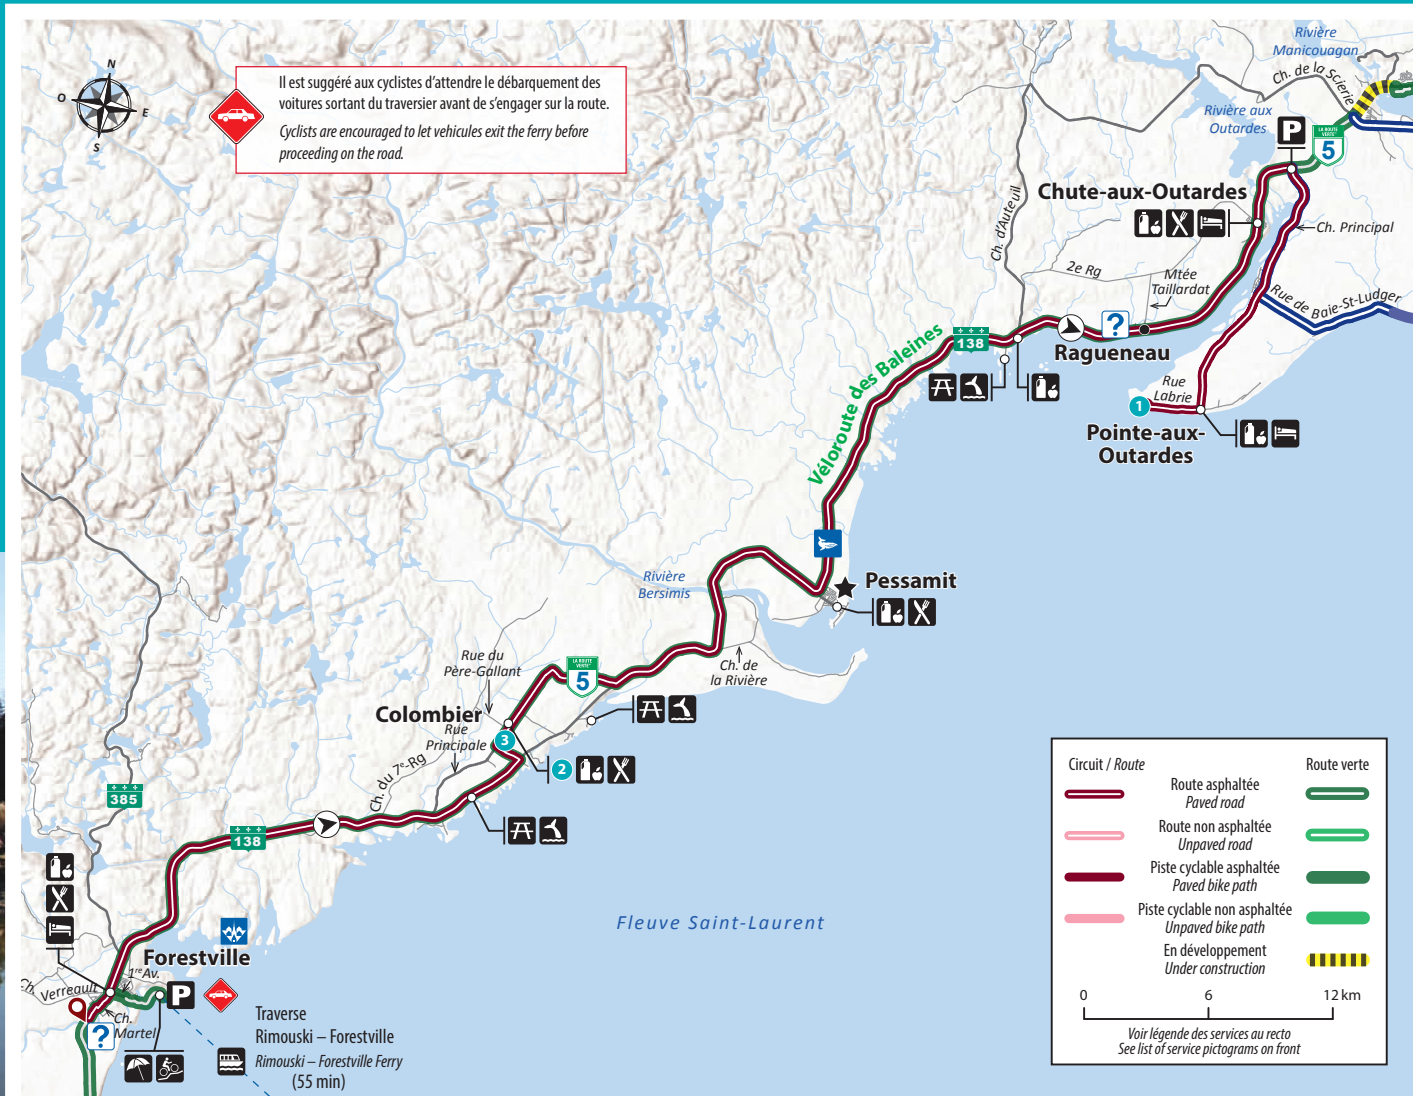 N
O
E
S
Il est suggéré aux cyclistes d'attendre le débarquement des
voitures sortant du traversier avant de s'engager sur la route.
Cyclists are encouraged to let vehicules exit the ferry before
proceeding on the road.
Rivière
Manicouagan
Ch. de la Scierie
Rivière aux
Outardes
P
LA ROUTE
VERTE
5
Chute-aux-Outardes
Ch. Principal
Ch. d'Auteuil
2e Rg
Mtée
Taillardat
Rue de Baie-St-Ludger
?
138
Ragueneau
Véloroute des Baleines
Rue
Labrie
1
Pointe-aux-
Outardes
Rivière
Bersimis
Pessamit
Rue du
Père-Gallant
LA ROUTE
VERTE
5
Ch. de
la Rivière
Colombier
Rue
Principale
3
2
Ch. du 7e-Rg
385
138
Fleuve Saint-Laurent
Forestville
1re Av.
Ch. Verreault
P
Ch.
Martel
?
Traverse
Rimouski – Forestville
Rimouski – Forestville Ferry
(55 min)
Circuit / Route
Route verte
Route asphaltée
Paved road
Route non asphaltée
Unpaved road
Piste cyclable asphaltée
Paved bike path
Piste cyclable non asphaltée
Unpaved bike path
En développement
Under construction
0 6 12 km
Voir légende des services au recto
See list of service pictograms on front